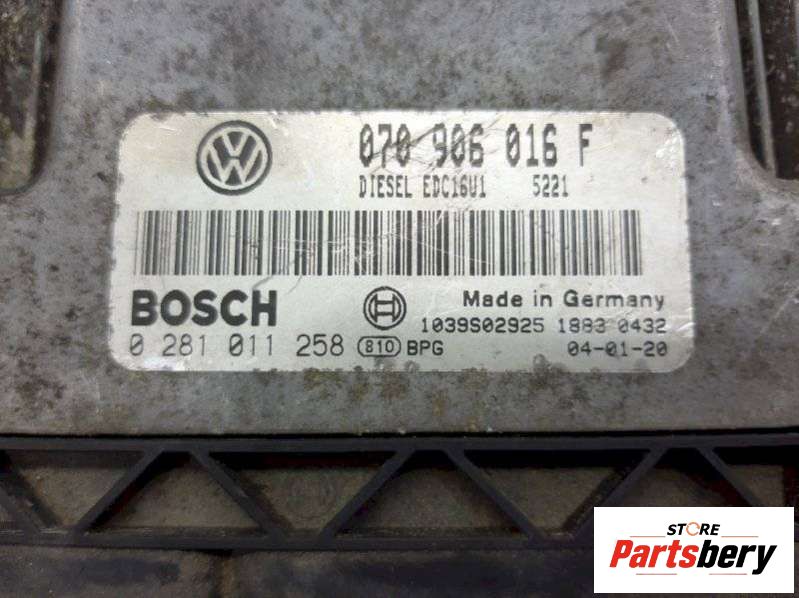 VW
070 906 016 F
DIESEL EDC16U1 5221
BOSCH
Made in Germany
1039S02925 1883 0432
0 281 011 258 810 BPG 04-01-20
STORE
Partsbery